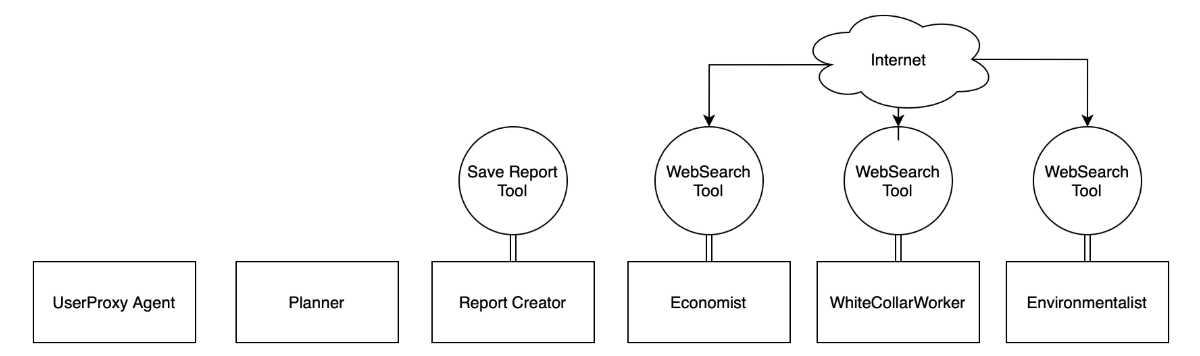 Internet
Save Report
Tool
WebSearch
Tool
WebSearch
Tool
WebSearch
Tool
UserProxy Agent
Planner
Report Creator
Economist
WhiteCollarWorker
Environmentalist